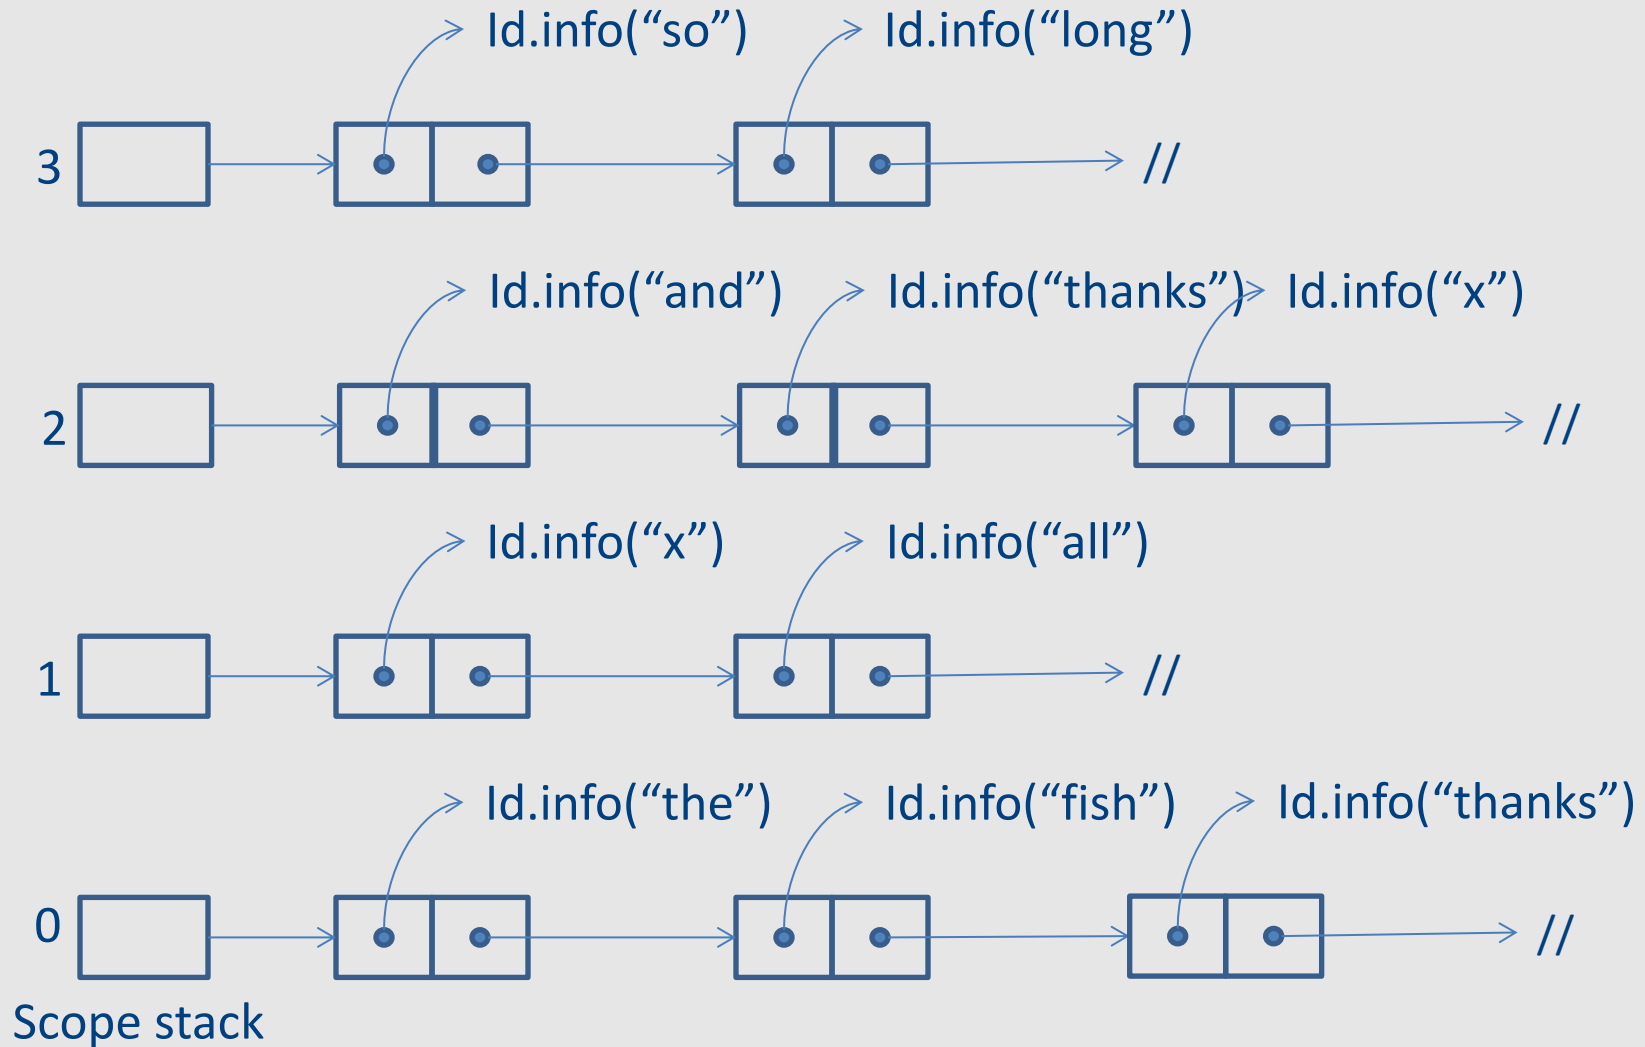 Id.info(“so”) Id.info(“long”)
3 //
Id.info(“and”) Id.info(“thanks”) Id.info(“x”)
2 //
Id.info(“x”) Id.info(“all”)
1 //
Id.info(“the”) Id.info(“fish”) Id.info(“thanks”)
0 //
Scope stack